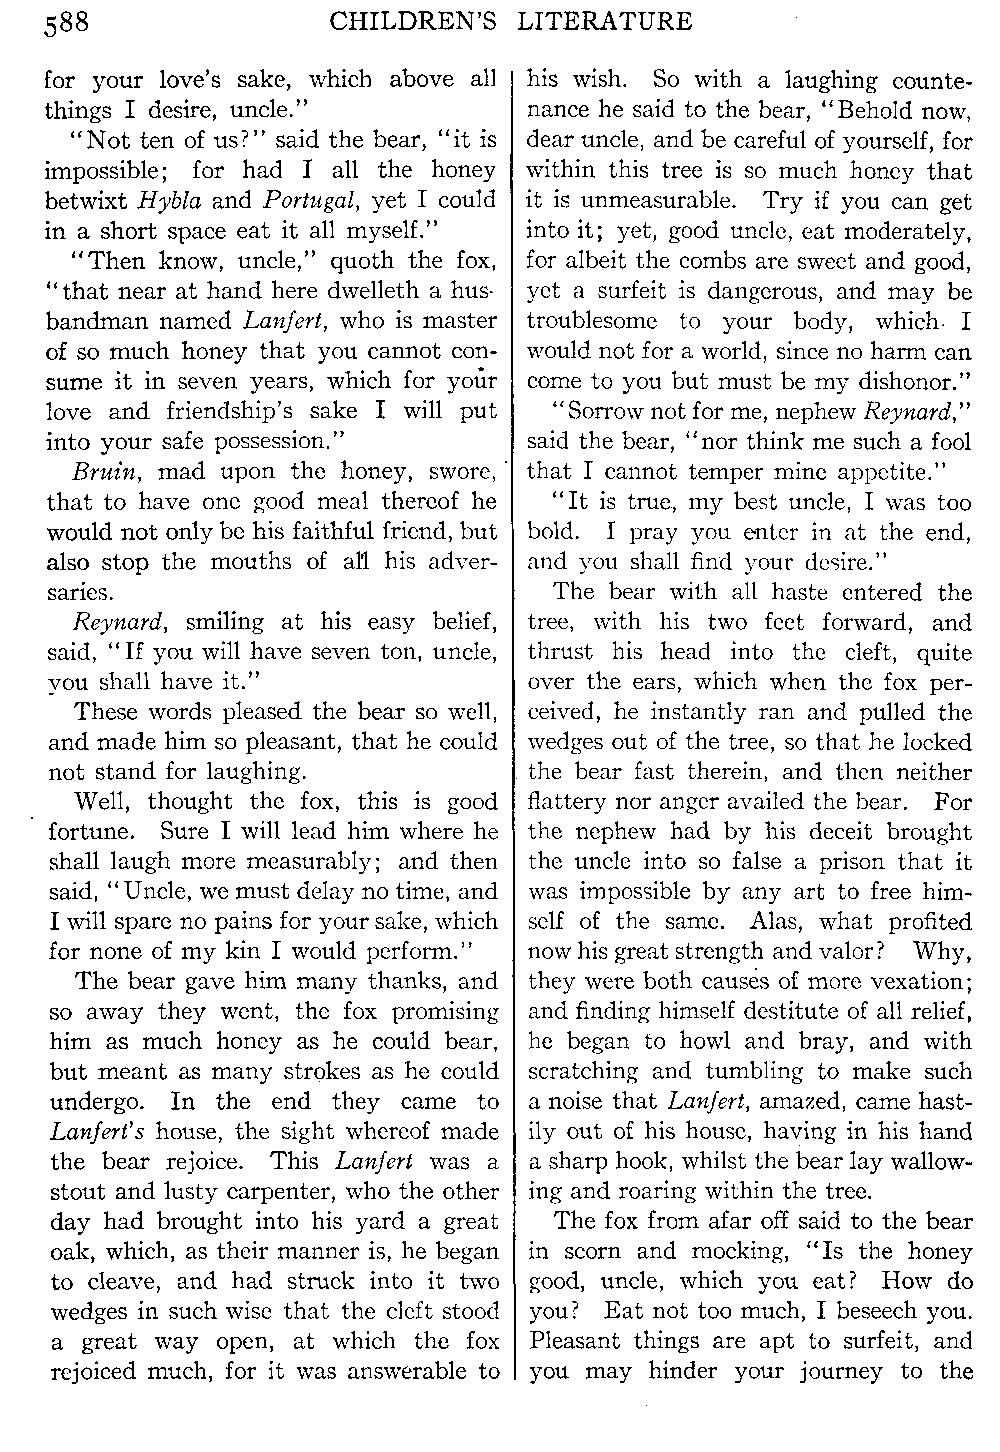 588 CHILDREN'S LITERATURE
for your love's sake, which above all
things I desire, uncle."
"Not ten of us?" said the bear, "it is
impossible; for had I all the honey
betwixt Hybla and Portugal, yet I could
in a short space eat it all myself."
"Then know, uncle," quoth the fox,
"that near at hand here dwelleth a hus-
bandman named Lanfert, who is master
of so much honey that you cannot con-
sume it in seven years, which for your
love and friendship's sake I will put
into your safe possession."
Bruin, mad upon the honey, swore,
that to have one good meal thereof he
would not only be his faithful friend, but
also stop the mouths of all his adver-
saries.
Reynard, smiling at his easy belief,
said, "If you will have seven ton, uncle,
you shall have it."
These words pleased the bear so well,
and made him so pleasant, that he could
not stand for laughing.
Well, thought the fox, this is good
fortune. Sure I will lead him where he
shall laugh more measurably; and then
said, "Uncle, we must delay no time, and
I will spare no pains for your sake, which
for none of my kin I would perform."
The bear gave him many thanks, and
so away they went, the fox promising
him as much honey as he could bear,
but meant as many strokes as he could
undergo. In the end they came to
Lanfert's house, the sight whereof made
the bear rejoice. This Lanfert was a
stout and lusty carpenter, who the other
day had brought into his yard a great
oak, which, as their manner is, he began
to cleave, and had struck into it two
wedges in such wise that the cleft stood
a great way open, at which the fox
rejoiced much, for it was answerable to
his wish. So with a laughing counte-
nance he said to the bear, "Behold now,
dear uncle, and be careful of yourself, for
within this tree is so much honey that
it is unmeasurable. Try if you can get
into it; yet, good uncle, eat moderately,
for albeit the combs are sweet and good,
yet a surfeit is dangerous, and may be
troublesome to your body, which I
would not for a world, since no harm can
come to you but must be my dishonor."
"Sorrow not for me, nephew Reynard,"
said the bear, "nor think me such a fool
that I cannot temper mine appetite."
"It is true, my best uncle, I was too
bold. I pray you enter in at the end,
and you shall find your desire."
The bear with all haste entered the
tree, with his two feet forward, and
thrust his head into the cleft, quite
over the ears, which when the fox per-
ceived, he instantly ran and pulled the
wedges out of the tree, so that he locked
the bear fast therein, and then neither
flattery nor anger availed the bear. For
the nephew had by his deceit brought
the uncle into so false a prison that it
was impossible by any art to free him-
self of the same. Alas, what profited
now his great strength and valor? Why,
they were both causes of more vexation;
and finding himself destitute of all relief,
he began to howl and bray, and with
scratching and tumbling to make such
a noise that Lanfert, amazed, came hast-
ily out of his house, having in his hand
a sharp hook, whilst the bear lay wallow-
ing and roaring within the tree.
The fox from afar off said to the bear
in scorn and mocking, "Is the honey
good, uncle, which you eat? How do
you? Eat not too much, I beseech you.
Pleasant things are apt to surfeit, and
you may hinder your journey to the